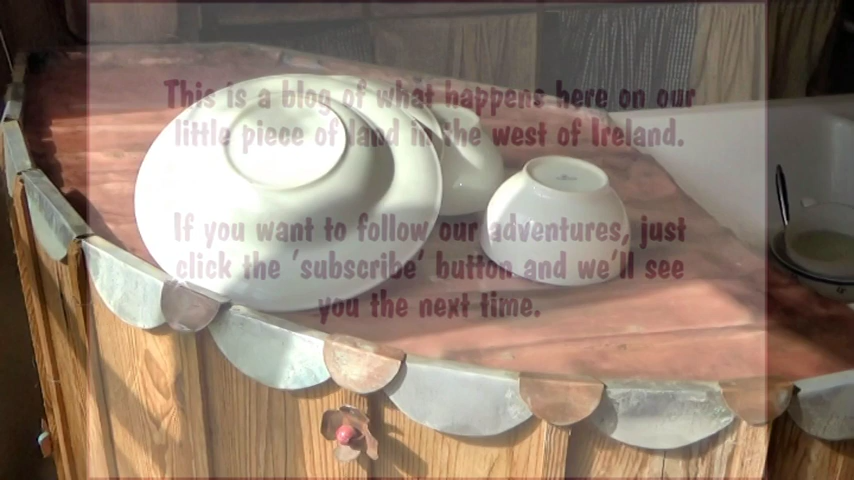 This is a blog of what happens here on our
little piece of land in the west of Ireland.
If you want to follow our adventures, just
click the 'subscribe' button and we'll see
you the next time.